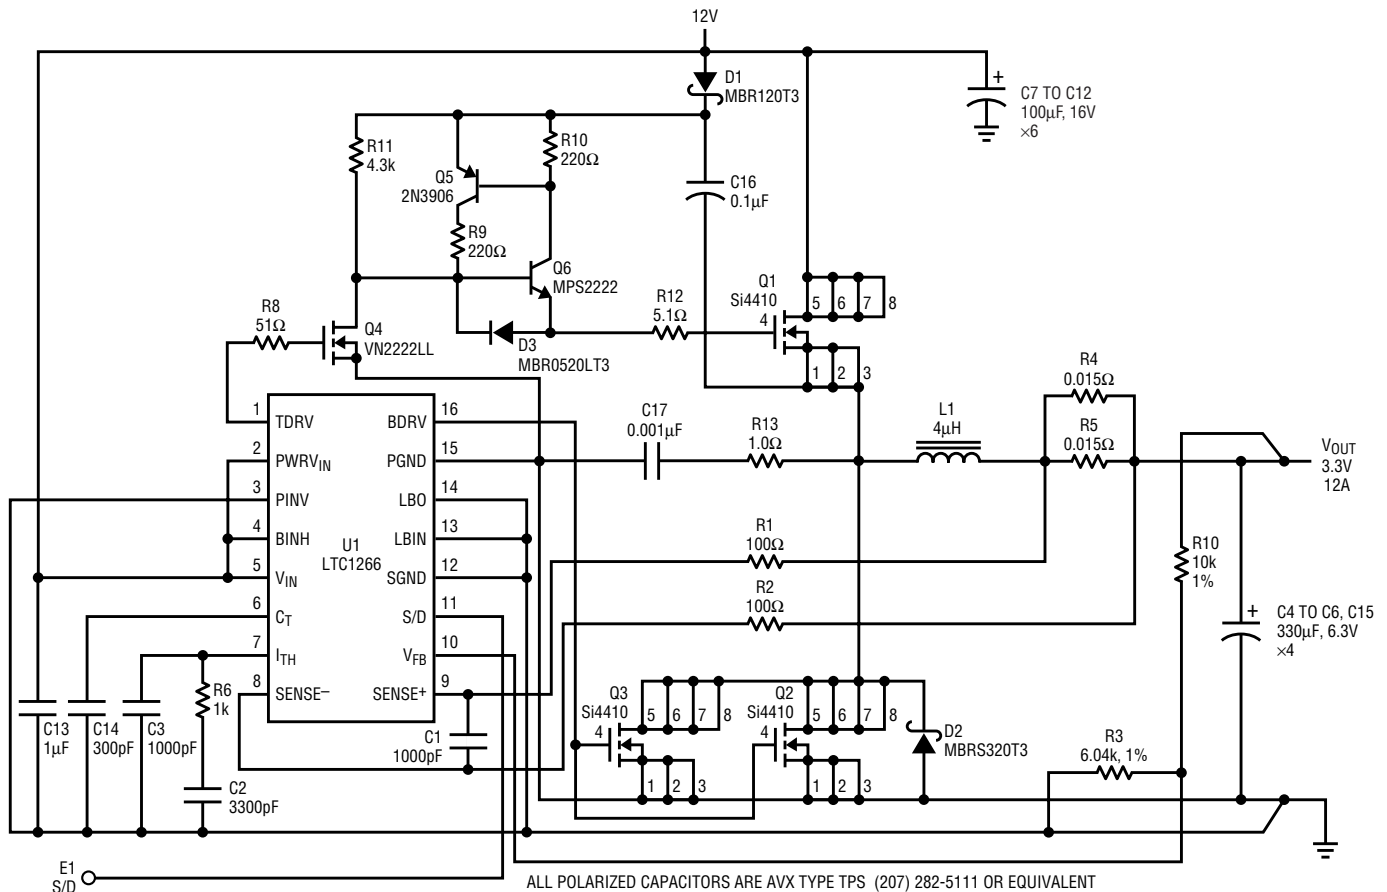 12V
D1
MBR120T3
C7 TO C12
100µF, 16V
×6
R11
4.3k
Q5
2N3906
R10
220Ω
R9
220Ω
C16
0.1µF
Q6
MPS2222
R8
51Ω
Q4
VN2222LL
D3
MBR0520LT3
R12
5.1Ω
Q1
Si4410
4
5 6 7 8
1 2 3
R4
0.015Ω
R5
0.015Ω
L1
4µH
C17
0.001µF
R13
1.0Ω
VOUT
3.3V
12A
1 TDRV
2 PWRVIN
3 PINV
4 BINH
5 VIN
6 CT
7 ITH
8 SENSE–
U1
LTC1266
BDRV 16
PGND 15
LBO 14
LBIN 13
SGND 12
S/D 11
VFB 10
SENSE+ 9
R1
100Ω
R2
100Ω
R10
10k
1%
+
C4 TO C6, C15
330µF, 6.3V
×4
+
R6
1k
C13
1µF
C14
300pF
C3
1000pF
C2
3300pF
C1
1000pF
Q3
Si4410
4
5 6 7 8
1 2 3
Q2
Si4410
4
5 6 7 8
1 2 3
D2
MBRS320T3
R3
6.04k, 1%
E1
S/D
ALL POLARIZED CAPACITORS ARE AVX TYPE TPS (207) 282-5111 OR EQUIVALENT